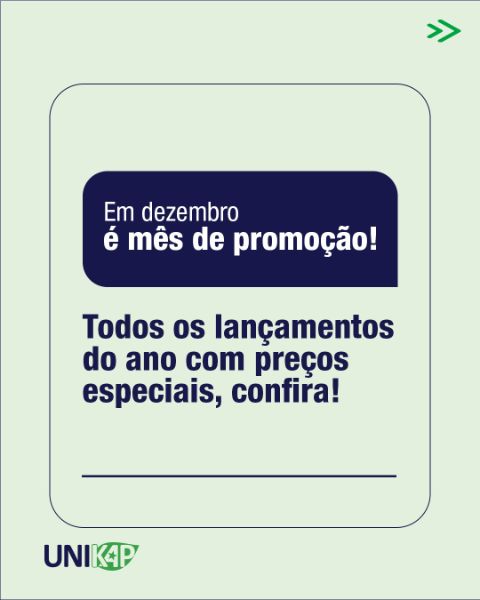 Em dezembro
é mês de promoção!
Todos os lançamentos
do ano com preços
especiais, confira!
UNIKAP